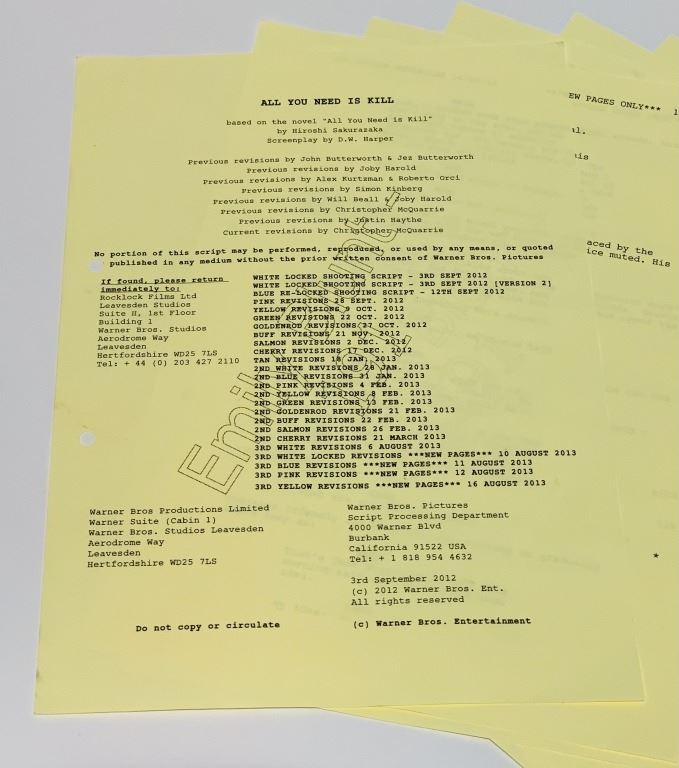 ALL YOU NEED IS KILL
based on the novel "All You Need is Kill"
by Hiroshi Sakurazaka
Screenplay by D.W. Harper
Previous revisions by John Butterworth & Jez Butterworth
Previous revisions by Joby Harold
Previous revisions by Alex Kurtzman & Roberto Orci
Previous revisions by Simon Kinberg
Previous revisions by Will Beall & Joby Harold
Previous revisions by Christopher McQuarrie
Previous revisions by Justin Haythe
Current revisions by Christopher McQuarrie
No portion of this script may be performed, reproduced, or used by any means, or quoted
published in any medium without the prior written consent of Warner Bros. Pictures
If found, please return
immediately to:
Rocklock Films Ltd
Leavesden Studios
Suite H, 1st Floor
Building 1
Warner Bros. Studios
Aerodrome Way
Leavesden
Hertfordshire WD25 7LS
Tel: + 44 (0) 203 427 2110
WHITE LOCKED SHOOTING SCRIPT - 3RD SEPT 2012
WHITE LOCKED SHOOTING SCRIPT - 3RD SEPT 2012 [VERSION 2]
BLUE RE-LOCKED SHOOTING SCRIPT - 12TH SEPT 2012
PINK REVISIONS 28 SEPT. 2012
YELLOW REVISIONS 9 OCT. 2012
GREEN REVISIONS 22 OCT. 2012
GOLDENROD REVISIONS 27 OCT. 2012
BUFF REVISIONS 21 NOV. 2012
SALMON REVISIONS 2 DEC. 2012
CHERRY REVISIONS 17 DEC. 2012
TAN REVISIONS 18 JAN. 2013
2ND WHITE REVISIONS 28 JAN. 2013
2ND BLUE REVISIONS 31 JAN. 2013
2ND PINK REVISIONS 4 FEB. 2013
2ND YELLOW REVISIONS 8 FEB. 2013
2ND GREEN REVISIONS 13 FEB. 2013
2ND GOLDENROD REVISIONS 21 FEB. 2013
2ND BUFF REVISIONS 22 FEB. 2013
2ND SALMON REVISIONS 26 FEB. 2013
2ND CHERRY REVISIONS 21 MARCH 2013
3RD WHITE REVISIONS 6 AUGUST 2013
3RD WHITE LOCKED REVISIONS ***NEW PAGES*** 10 AUGUST 2013
3RD BLUE REVISIONS ***NEW PAGES*** 11 AUGUST 2013
3RD PINK REVISIONS ***NEW PAGES*** 12 AUGUST 2013
3RD YELLOW REVISIONS ***NEW PAGES*** 16 AUGUST 2013
Warner Bros Productions Limited
Warner Suite (Cabin 1)
Warner Bros. Studios Leavesden
Aerodrome Way
Leavesden
Hertfordshire WD25 7LS
Warner Bros. Pictures
Script Processing Department
4000 Warner Blvd
Burbank
California 91522 USA
Tel: + 1 818 954 4632
3rd September 2012
(c) 2012 Warner Bros. Ent.
All rights reserved
Do not copy or circulate
(c) Warner Bros. Entertainment
EW PAGES ONLY*** 1
l.
is
aced by the
ice muted. His
*